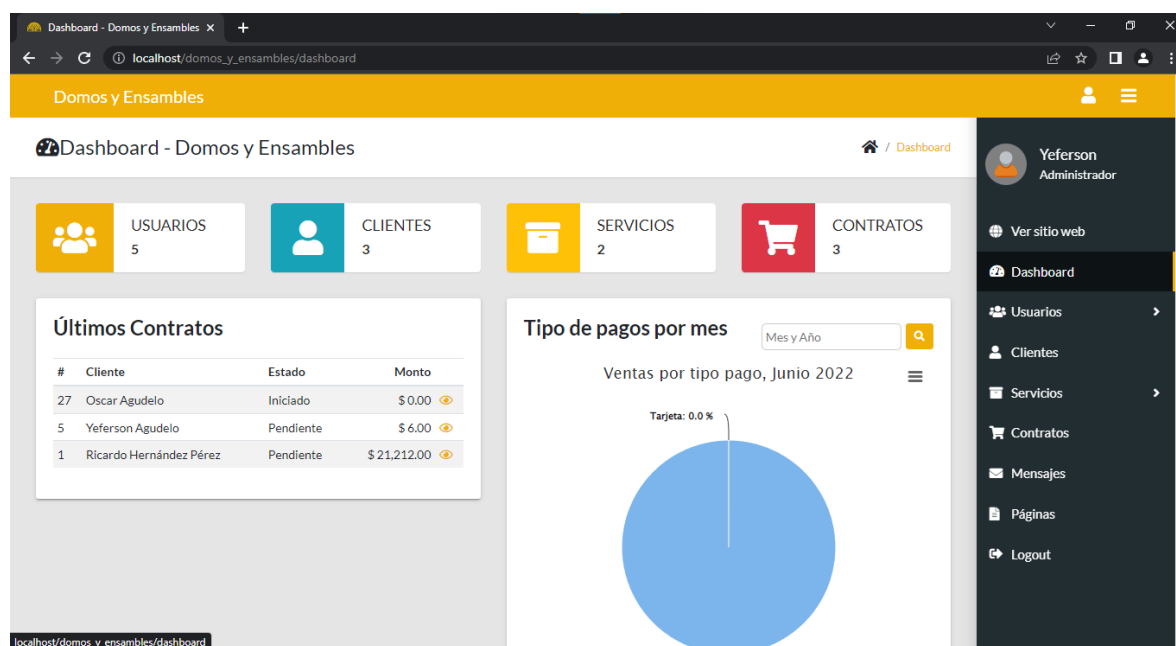 Dashboard - Domos y Ensambles
localhost/domos_y_ensambles/dashboard
Domos y Ensambles
Dashboard - Domos y Ensambles
/ Dashboard
USUARIOS
5
CLIENTES
3
SERVICIOS
2
CONTRATOS
3
Últimos Contratos
# Cliente Estado Monto
27 Oscar Agudelo Iniciado $ 0.00
5 Yeferson Agudelo Pendiente $ 6.00
1 Ricardo Hernández Pérez Pendiente $ 21,212.00
Tipo de pagos por mes
Mes y Año
Ventas por tipo pago, Junio 2022
Tarjeta: 0.0 %
Yeferson
Administrador
Ver sitio web
Dashboard
Usuarios
Clientes
Servicios
Contratos
Mensajes
Páginas
Logout
localhost/domos_y_ensambles/dashboard